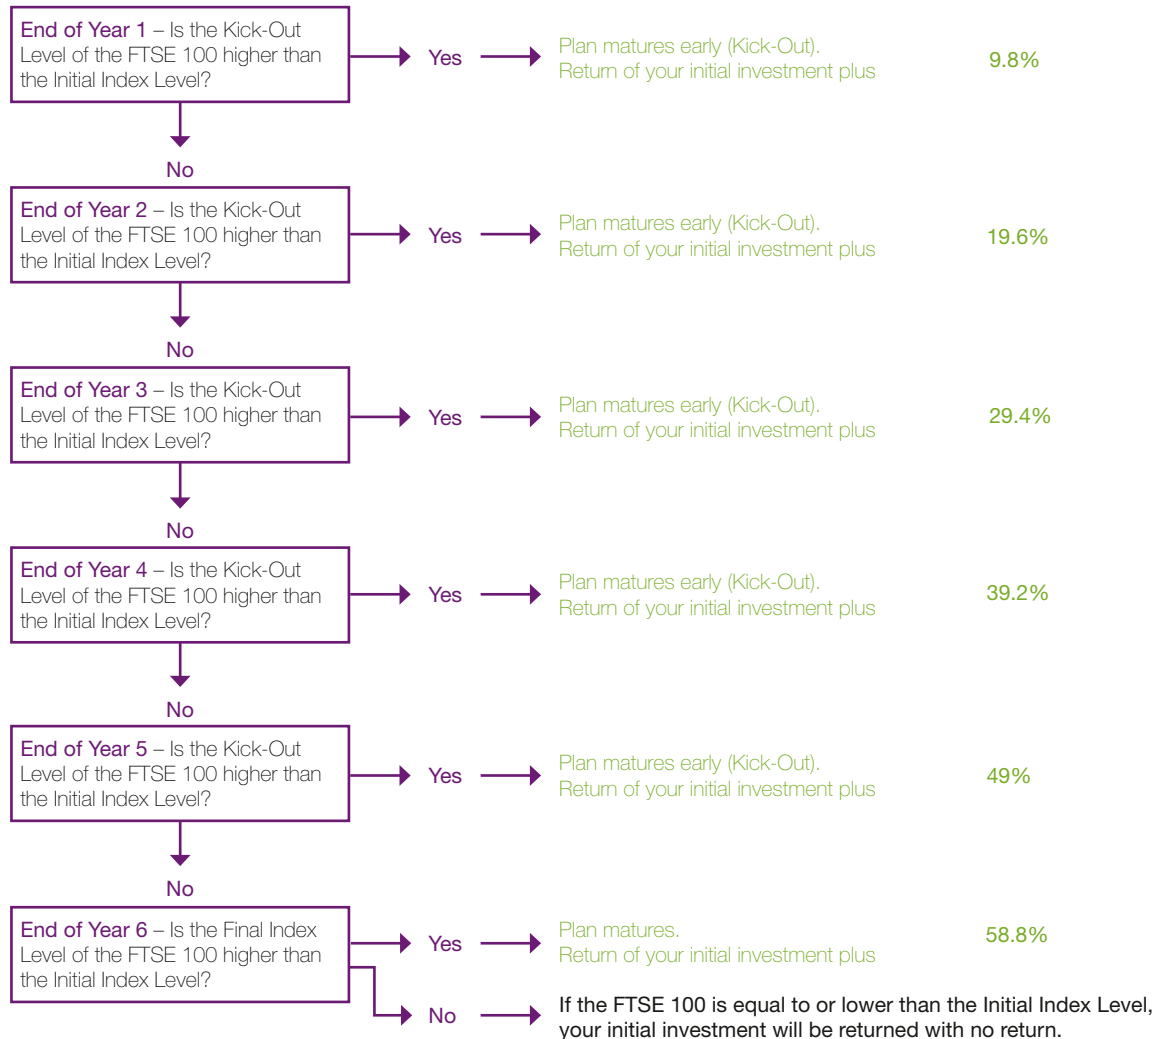 End of Year 1 – Is the Kick-Out
Level of the FTSE 100 higher than
the Initial Index Level?
Yes
Plan matures early (Kick-Out).
Return of your initial investment plus
9.8%
No
End of Year 2 – Is the Kick-Out
Level of the FTSE 100 higher than
the Initial Index Level?
Yes
Plan matures early (Kick-Out).
Return of your initial investment plus
19.6%
No
End of Year 3 – Is the Kick-Out
Level of the FTSE 100 higher than
the Initial Index Level?
Yes
Plan matures early (Kick-Out).
Return of your initial investment plus
29.4%
No
End of Year 4 – Is the Kick-Out
Level of the FTSE 100 higher than
the Initial Index Level?
Yes
Plan matures early (Kick-Out).
Return of your initial investment plus
39.2%
No
End of Year 5 – Is the Kick-Out
Level of the FTSE 100 higher than
the Initial Index Level?
Yes
Plan matures early (Kick-Out).
Return of your initial investment plus
49%
No
End of Year 6 – Is the Final Index
Level of the FTSE 100 higher than
the Initial Index Level?
Yes
Plan matures.
Return of your initial investment plus
58.8%
No
If the FTSE 100 is equal to or lower than the Initial Index Level,
your initial investment will be returned with no return.